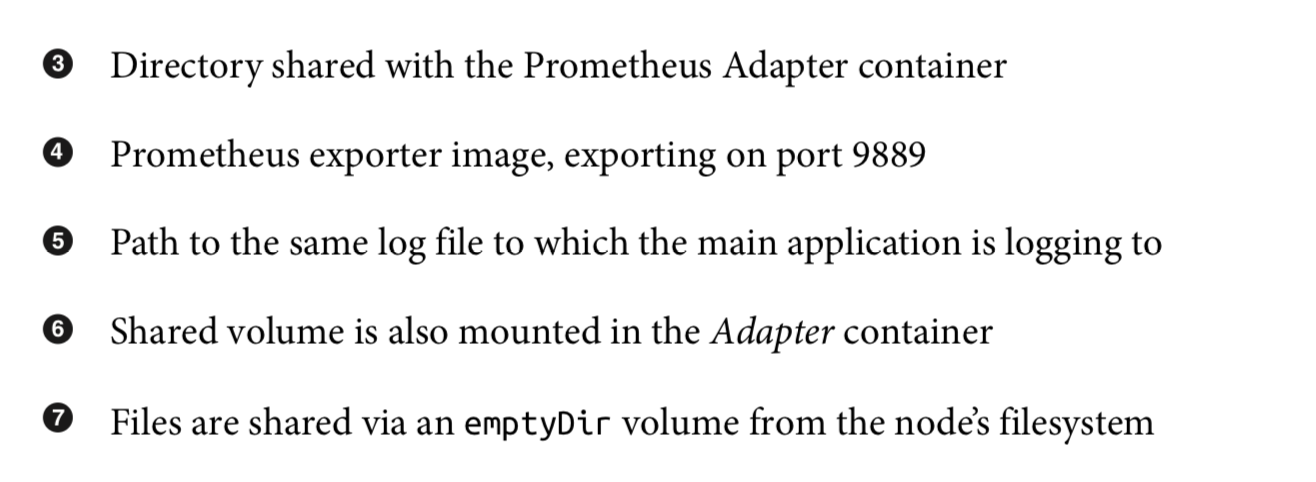 ❸ Directory shared with the Prometheus Adapter container
❹ Prometheus exporter image, exporting on port 9889
❺ Path to the same log file to which the main application is logging to
❻ Shared volume is also mounted in the Adapter container
❼ Files are shared via an emptyDir volume from the node’s filesystem